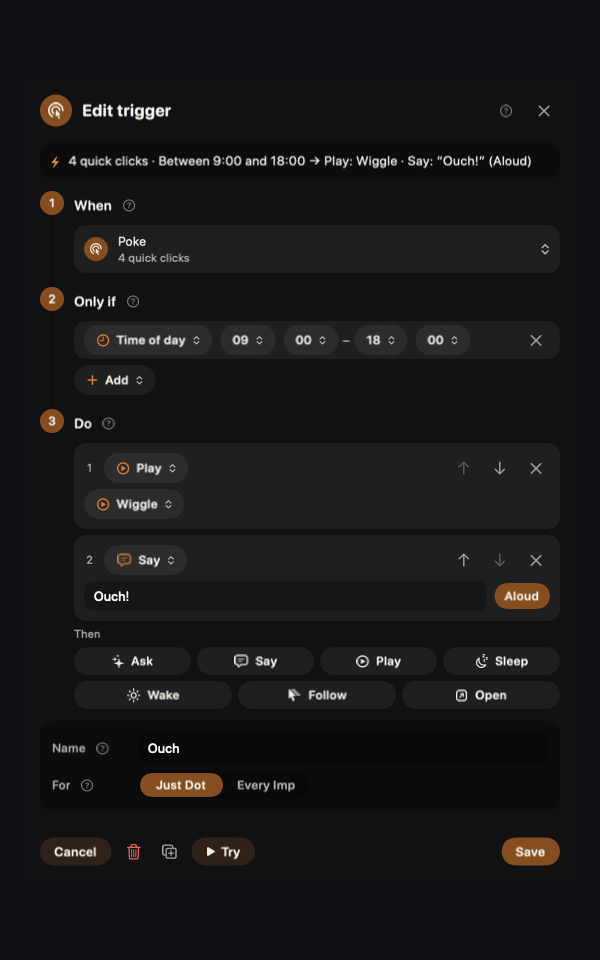 Edit trigger
4 quick clicks · Between 9:00 and 18:00 → Play: Wiggle · Say: “Ouch!” (Aloud)
1 When
Poke
4 quick clicks
2 Only if
Time of day 09 00 – 18 00
+ Add
3 Do
1 Play
Wiggle
2 Say
Ouch! Aloud
Then
Ask Say Play Sleep
Wake Follow Open
Name Ouch
For Just Dot Every Imp
Cancel Try Save